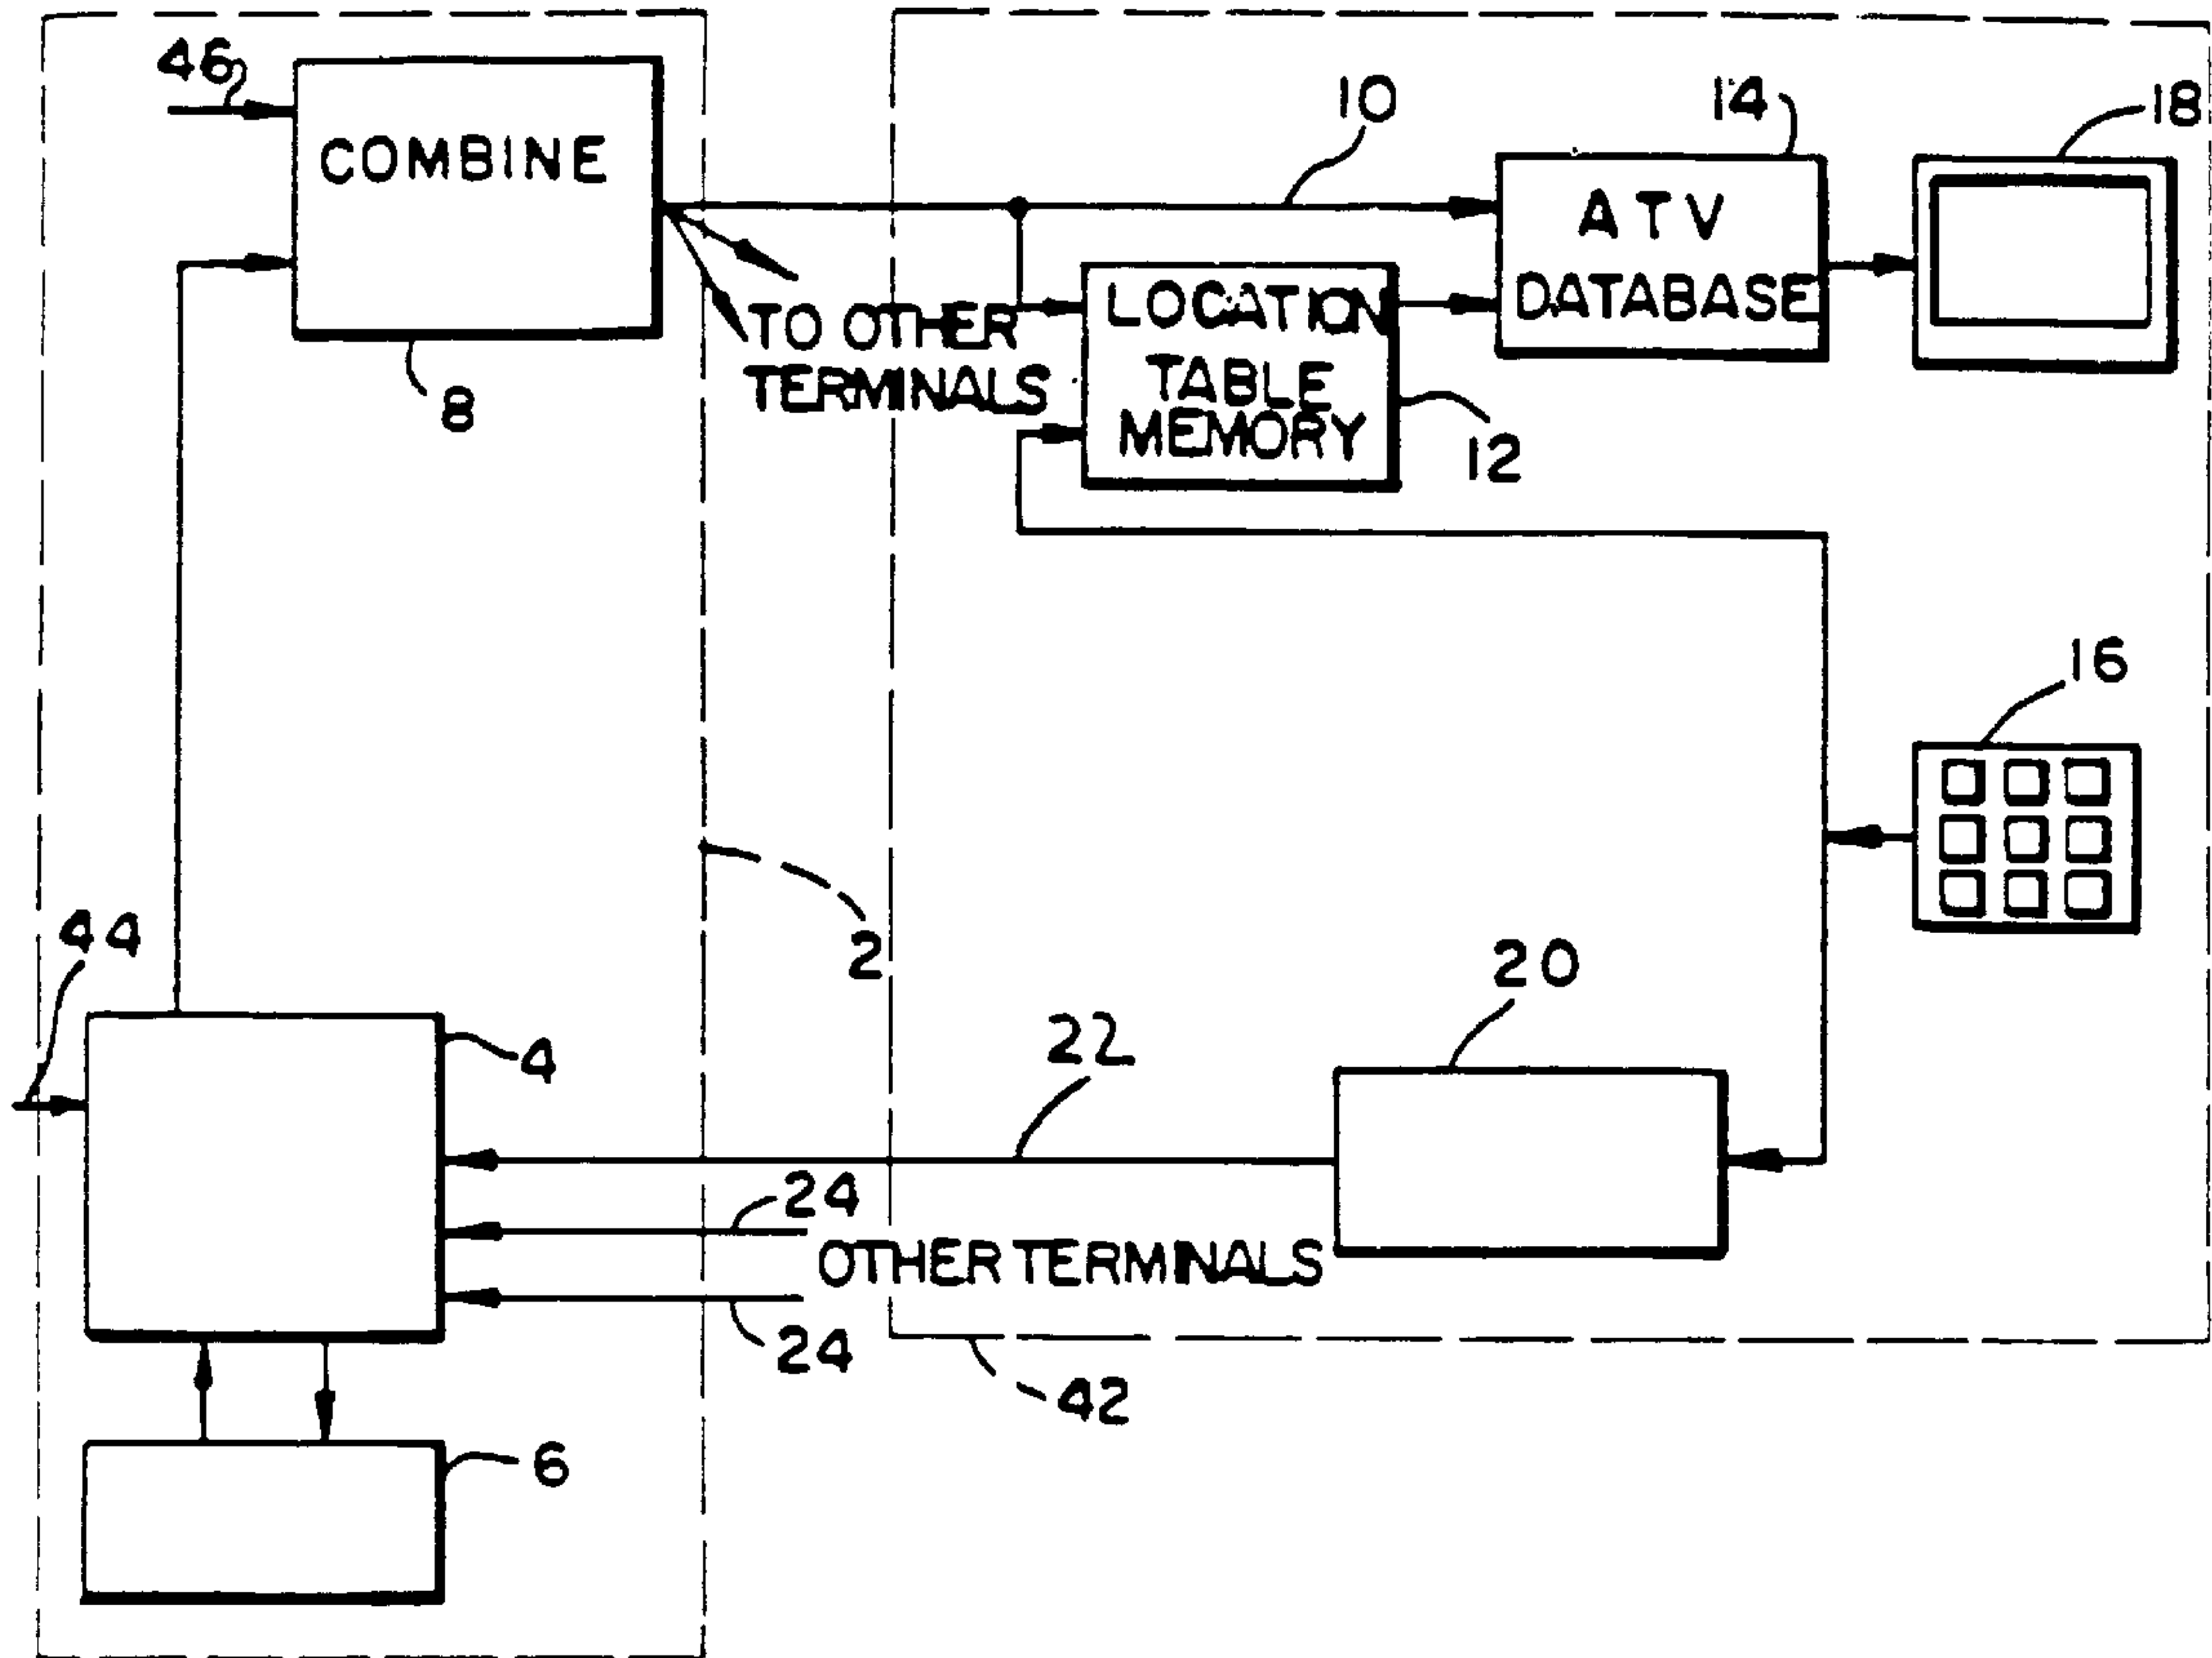 46
COMBINE
8
10
14
18
ATV
DATABASE
TO OTHER
TERMINALS
LOCATION
TABLE
MEMORY
12
16
2
44
4
20
22
24
OTHER TERMINALS
24
42
6